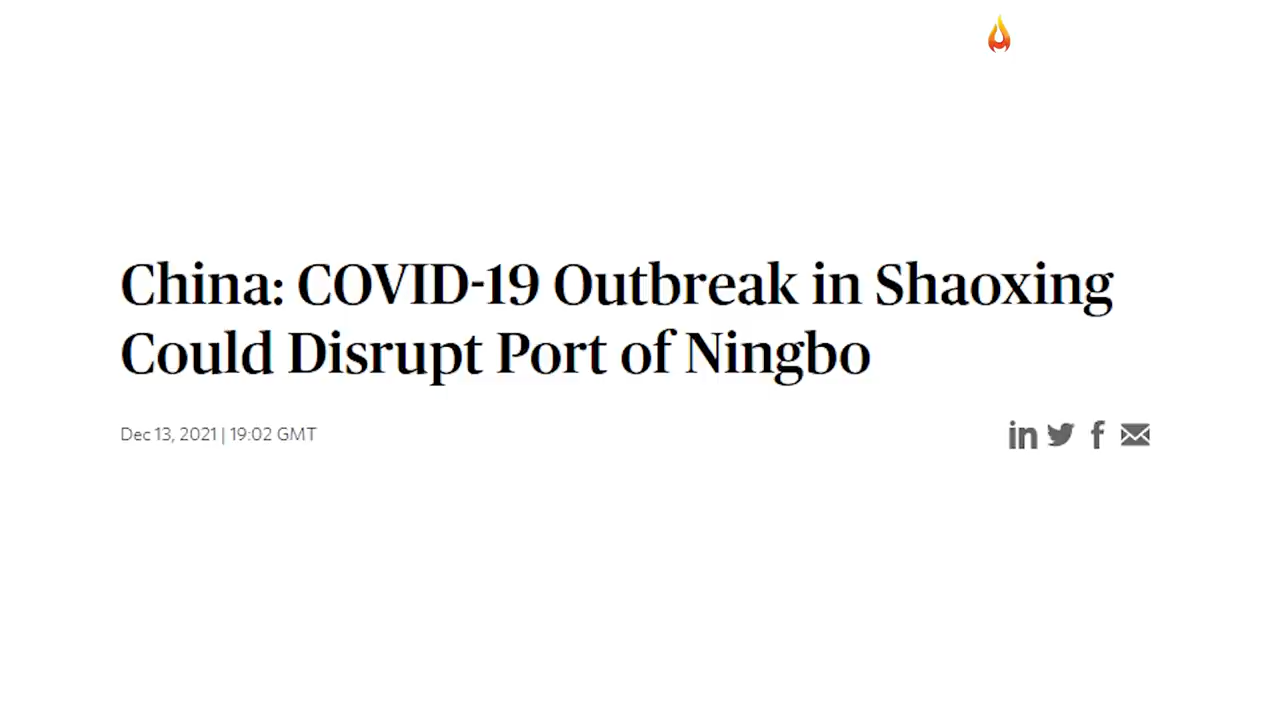 China: COVID-19 Outbreak in Shaoxing
Could Disrupt Port of Ningbo
Dec 13, 2021 | 19:02 GMT